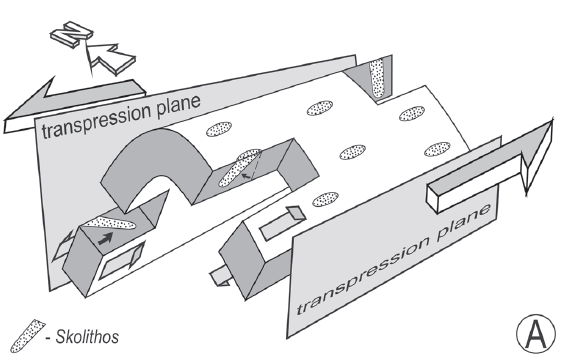 N
transpression plane
transpression plane
- Skolithos
A